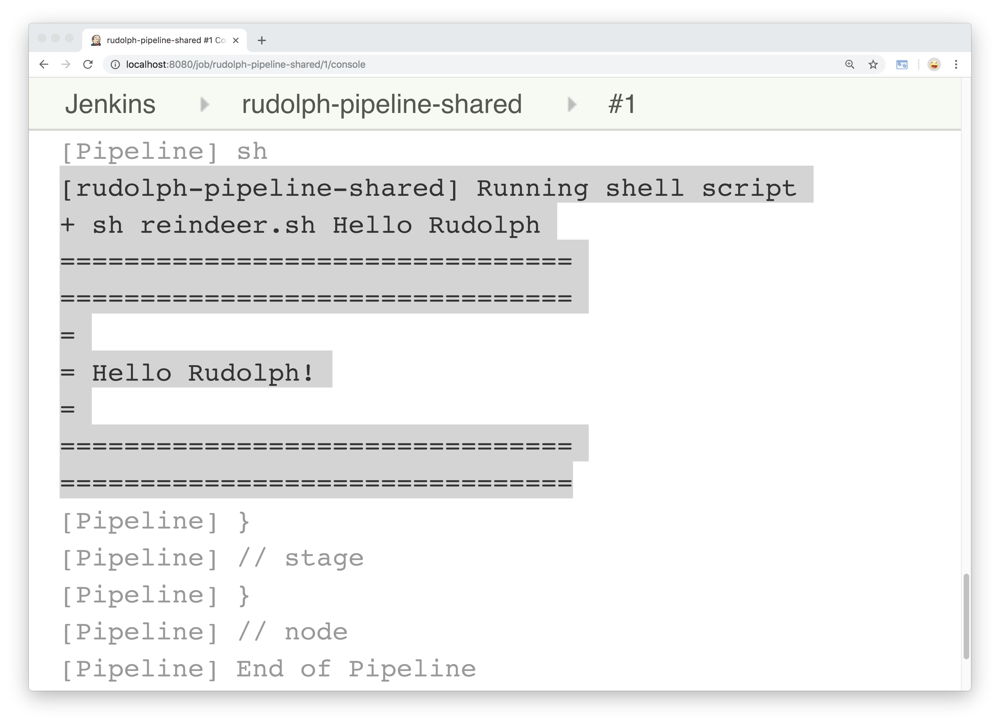 rudolph-pipeline-shared #1 Co
localhost:8080/job/rudolph-pipeline-shared/1/console
Jenkins rudolph-pipeline-shared #1
[Pipeline] sh
[rudolph-pipeline-shared] Running shell script
+ sh reindeer.sh Hello Rudolph
================================
================================
=
= Hello Rudolph!
=
================================
================================
[Pipeline] }
[Pipeline] // stage
[Pipeline] }
[Pipeline] // node
[Pipeline] End of Pipeline